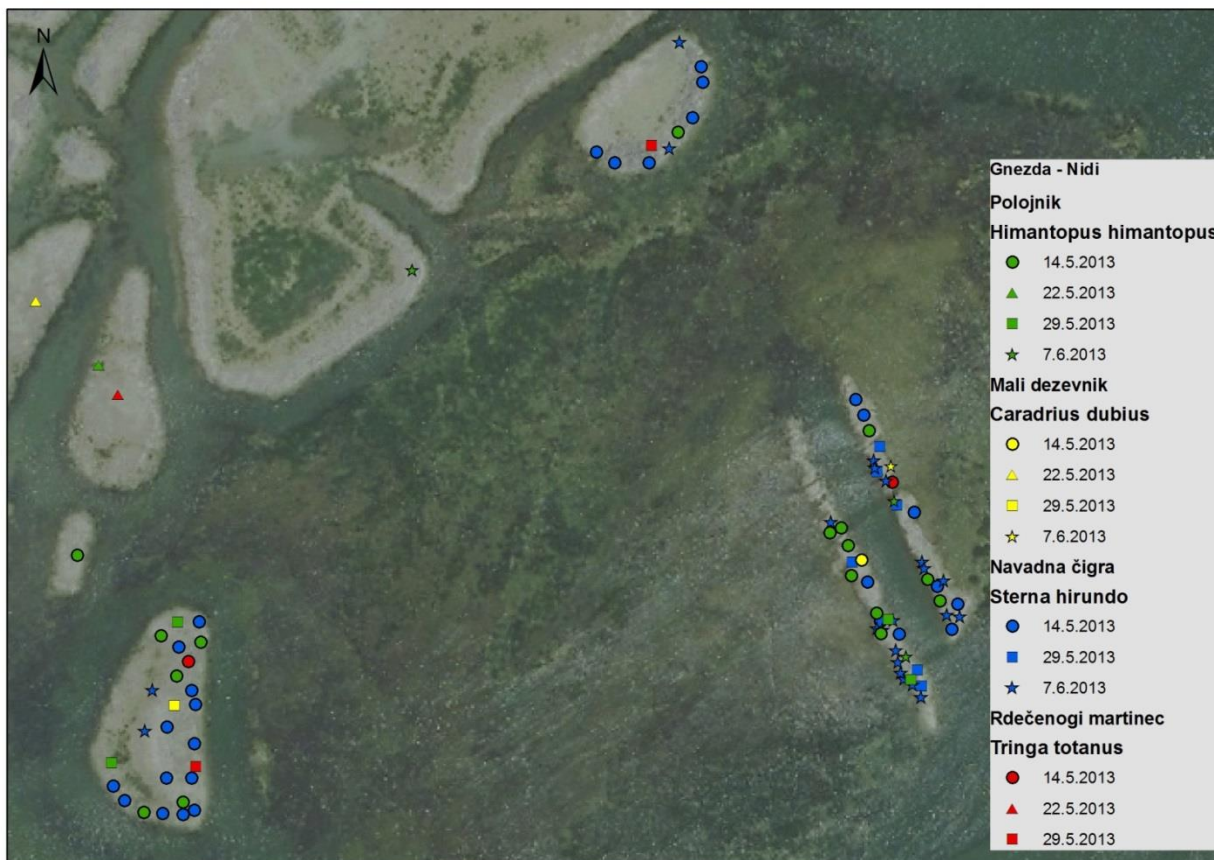 N
Gnezda - Nidi
Polojnik
Himantopus himantopus
14.5.2013
22.5.2013
29.5.2013
7.6.2013
Mali dezevnik
Caradrius dubius
14.5.2013
22.5.2013
29.5.2013
7.6.2013
Navadna čigra
Sterna hirundo
14.5.2013
29.5.2013
7.6.2013
Rdečenogi martinec
Tringa totanus
14.5.2013
22.5.2013
29.5.2013